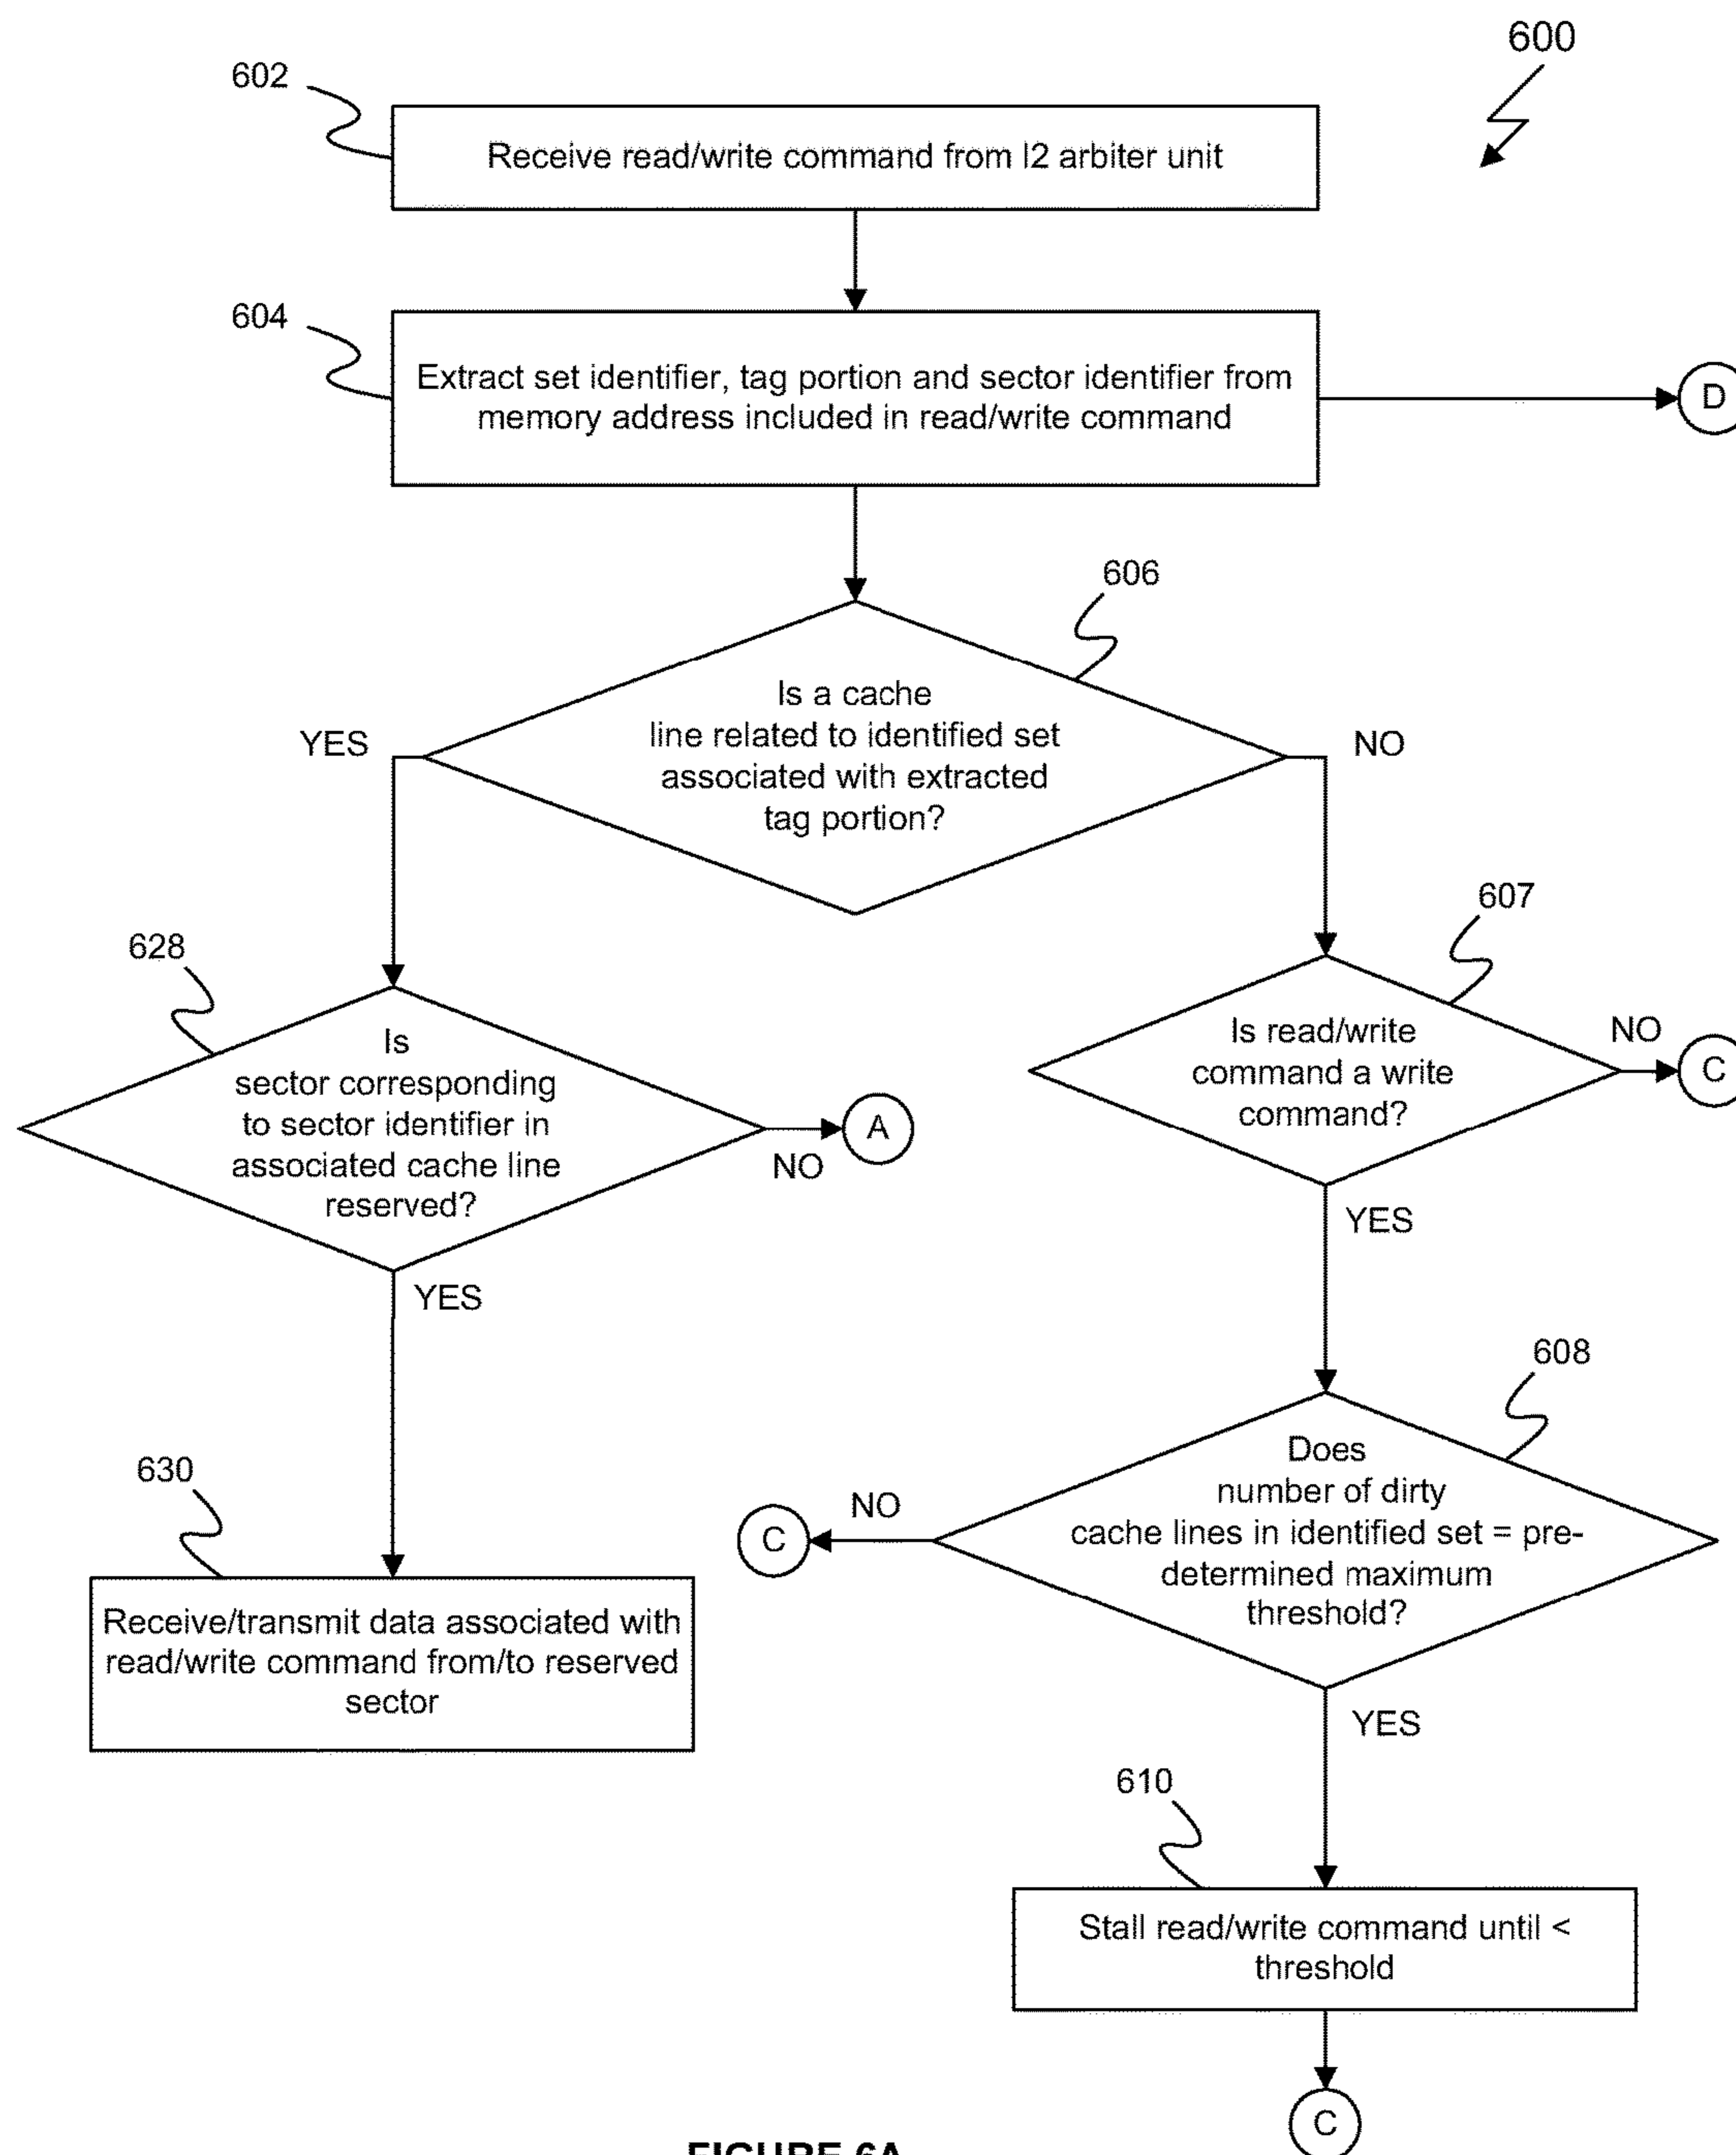 600
602
Receive read/write command from l2 arbiter unit
604
Extract set identifier, tag portion and sector identifier from
memory address included in read/write command
D
606
Is a cache
line related to identified set
associated with extracted
tag portion?
YES
NO
607
628
Is read/write
command a write
command?
NO
C
Is
sector corresponding
to sector identifier in
associated cache line
reserved?
A
NO
YES
YES
608
Does
number of dirty
cache lines in identified set = pre-
determined maximum
threshold?
NO
C
630
Receive/transmit data associated with
read/write command from/to reserved
sector
YES
610
Stall read/write command until <
threshold
C
FIGURE 6A